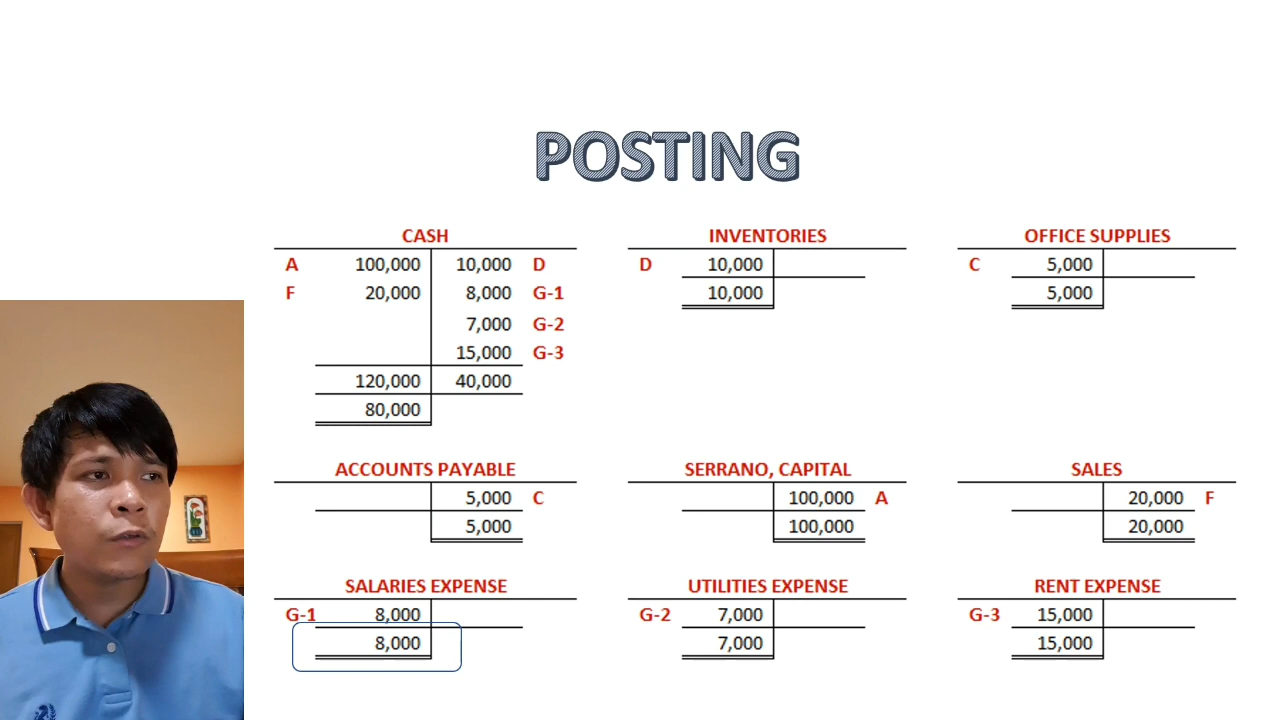 POSTING
CASH INVENTORIES OFFICE SUPPLIES
A 100,000 10,000 D D 10,000 C 5,000
F 20,000 8,000 G-1 10,000 5,000
7,000 G-2
15,000 G-3
120,000 40,000
80,000
ACCOUNTS PAYABLE SERRANO, CAPITAL SALES
5,000 C 100,000 A 20,000 F
5,000 100,000 20,000
SALARIES EXPENSE UTILITIES EXPENSE RENT EXPENSE
G-1 8,000 G-2 7,000 G-3 15,000
8,000 7,000 15,000